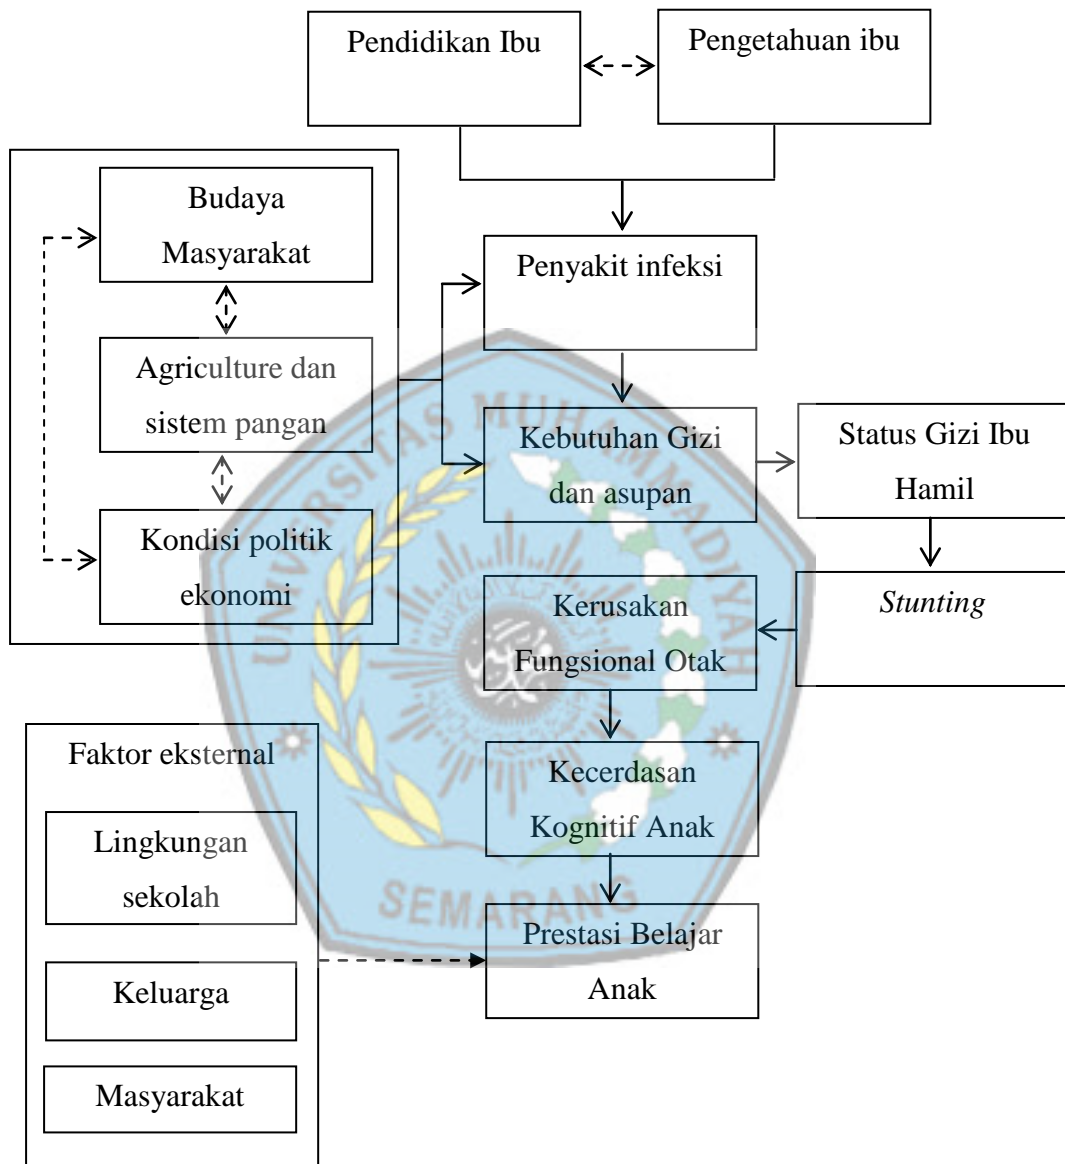 Pendidikan Ibu
Pengetahuan ibu
Budaya
Masyarakat
Penyakit infeksi
Agriculture dan
sistem pangan
Kebutuhan Gizi
dan asupan
Status Gizi Ibu
Hamil
Kondisi politik
ekonomi
Kerusakan
Fungsional Otak
Stunting
Faktor eksternal
Kecerdasan
Kognitif Anak
Lingkungan
sekolah
Prestasi Belajar
Anak
Keluarga
Masyarakat
UNIVERSITAS MUHAMMADIYAH
SEMARANG